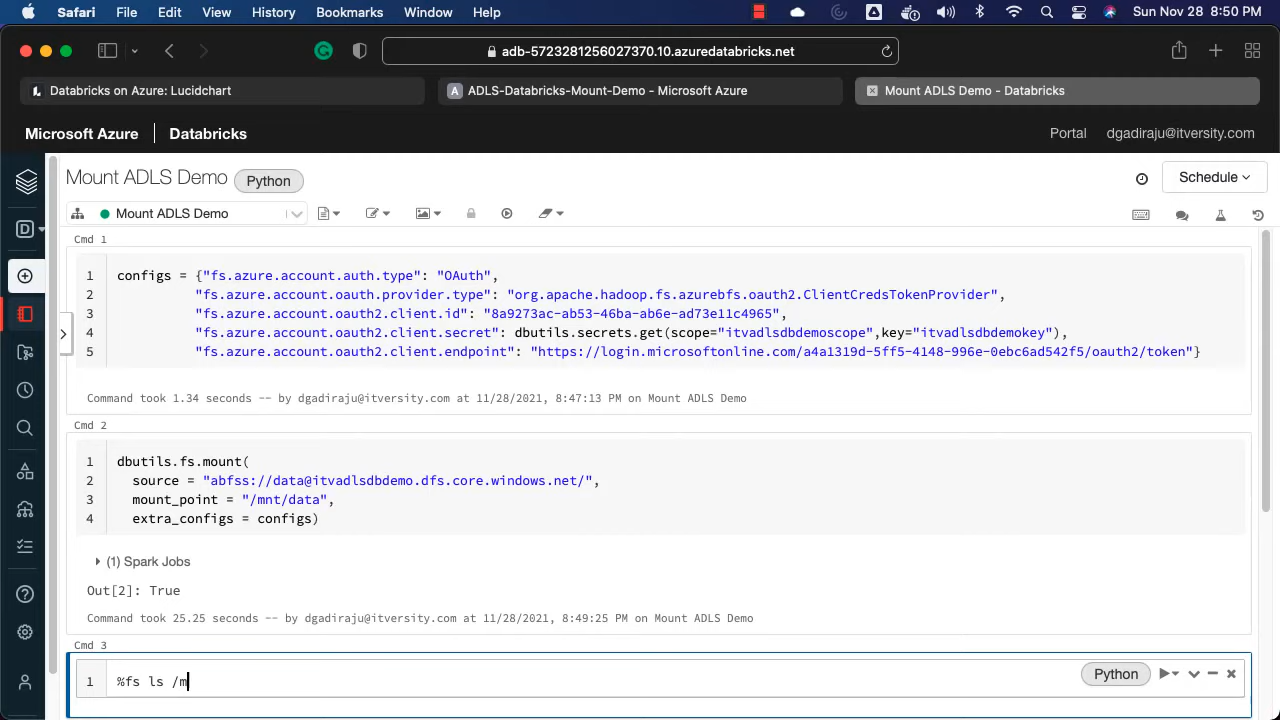 Safari File Edit View History Bookmarks Window Help Sun Nov 28 8:50 PM
adb-5723281256027370.10.azuredatabricks.net
Databricks on Azure: Lucidchart
A ADLS-Databricks-Mount-Demo - Microsoft Azure
Mount ADLS Demo - Databricks
Microsoft Azure Databricks Portal dgadiraju@itversity.com
Mount ADLS Demo Python Schedule
D Mount ADLS Demo
Cmd 1
1 configs = {"fs.azure.account.auth.type": "OAuth",
2 "fs.azure.account.oauth.provider.type": "org.apache.hadoop.fs.azurebfs.oauth2.ClientCredsTokenProvider",
3 "fs.azure.account.oauth2.client.id": "8a9273ac-ab53-46ba-ab6e-ad73e11c4965",
4 "fs.azure.account.oauth2.client.secret": dbutils.secrets.get(scope="itvadlsdbdemoscope",key="itvadlsdbdemokey"),
5 "fs.azure.account.oauth2.client.endpoint": "https://login.microsoftonline.com/a4a1319d-5ff5-4148-996e-0ebc6ad542f5/oauth2/token"}
Command took 1.34 seconds -- by dgadiraju@itversity.com at 11/28/2021, 8:47:13 PM on Mount ADLS Demo
Cmd 2
1 dbutils.fs.mount(
2 source = "abfss://data@itvadlsdbdemo.dfs.core.windows.net/",
3 mount_point = "/mnt/data",
4 extra_configs = configs)
(1) Spark Jobs
Out[2]: True
Command took 25.25 seconds -- by dgadiraju@itversity.com at 11/28/2021, 8:49:25 PM on Mount ADLS Demo
Cmd 3
1 %fs ls /m Python